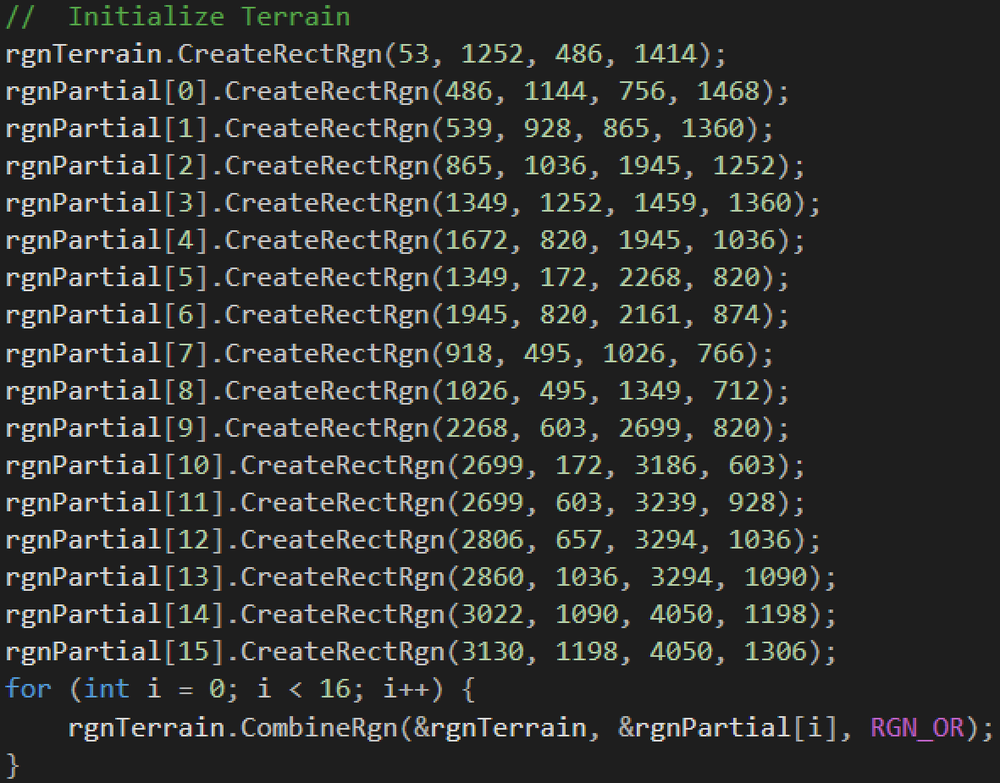 //  Initialize Terrain
rgnTerrain.CreateRectRgn(53, 1252, 486, 1414);
rgnPartial[0].CreateRectRgn(486, 1144, 756, 1468);
rgnPartial[1].CreateRectRgn(539, 928, 865, 1360);
rgnPartial[2].CreateRectRgn(865, 1036, 1945, 1252);
rgnPartial[3].CreateRectRgn(1349, 1252, 1459, 1360);
rgnPartial[4].CreateRectRgn(1672, 820, 1945, 1036);
rgnPartial[5].CreateRectRgn(1349, 172, 2268, 820);
rgnPartial[6].CreateRectRgn(1945, 820, 2161, 874);
rgnPartial[7].CreateRectRgn(918, 495, 1026, 766);
rgnPartial[8].CreateRectRgn(1026, 495, 1349, 712);
rgnPartial[9].CreateRectRgn(2268, 603, 2699, 820);
rgnPartial[10].CreateRectRgn(2699, 172, 3186, 603);
rgnPartial[11].CreateRectRgn(2699, 603, 3239, 928);
rgnPartial[12].CreateRectRgn(2806, 657, 3294, 1036);
rgnPartial[13].CreateRectRgn(2860, 1036, 3294, 1090);
rgnPartial[14].CreateRectRgn(3022, 1090, 4050, 1198);
rgnPartial[15].CreateRectRgn(3130, 1198, 4050, 1306);
for (int i = 0; i < 16; i++) {
    rgnTerrain.CombineRgn(&rgnTerrain, &rgnPartial[i], RGN_OR);
}